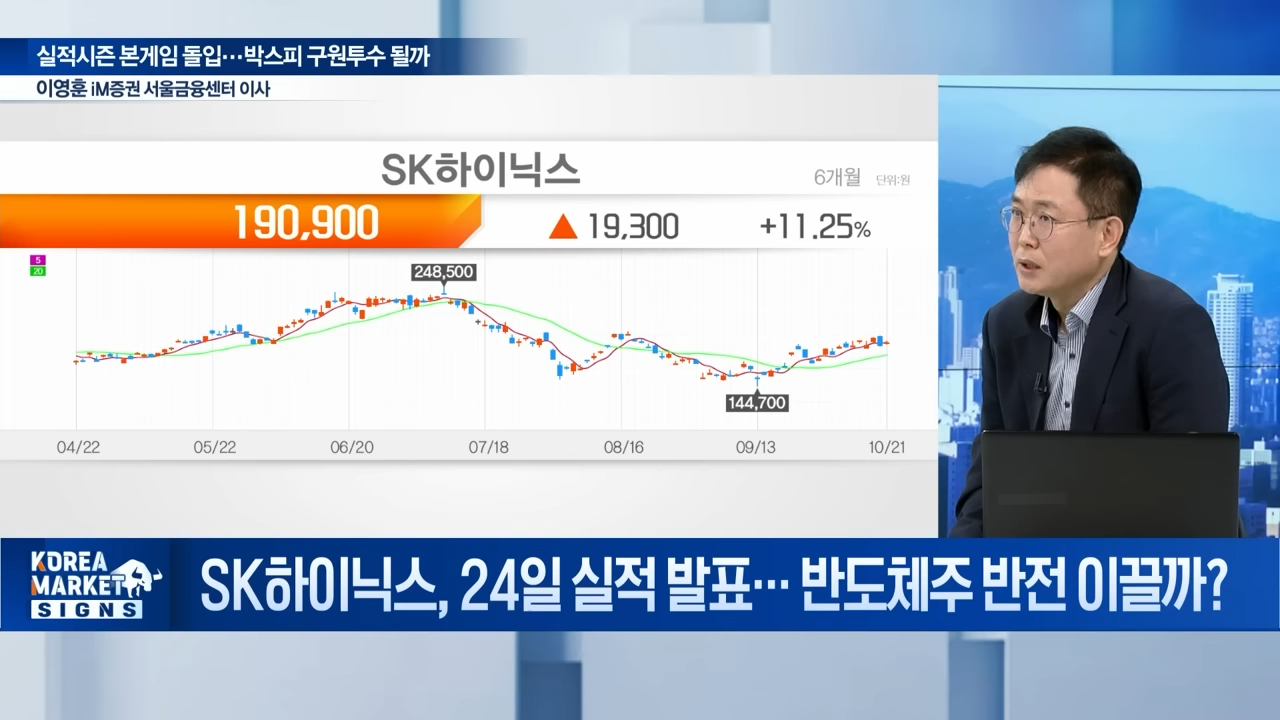 실적시즌 본게임 돌입…박스피 구원투수 될까
이영훈 iM증권 서울금융센터 이사
SK하이닉스
6개월 단위:원
190,900 ▲ 19,300 +11.25%
5
20
248,500
144,700
04/22 05/22 06/20 07/18 08/16 09/13 10/21
KOREA
MARKET
SIGNS
SK하이닉스, 24일 실적 발표… 반도체주 반전 이끌까?